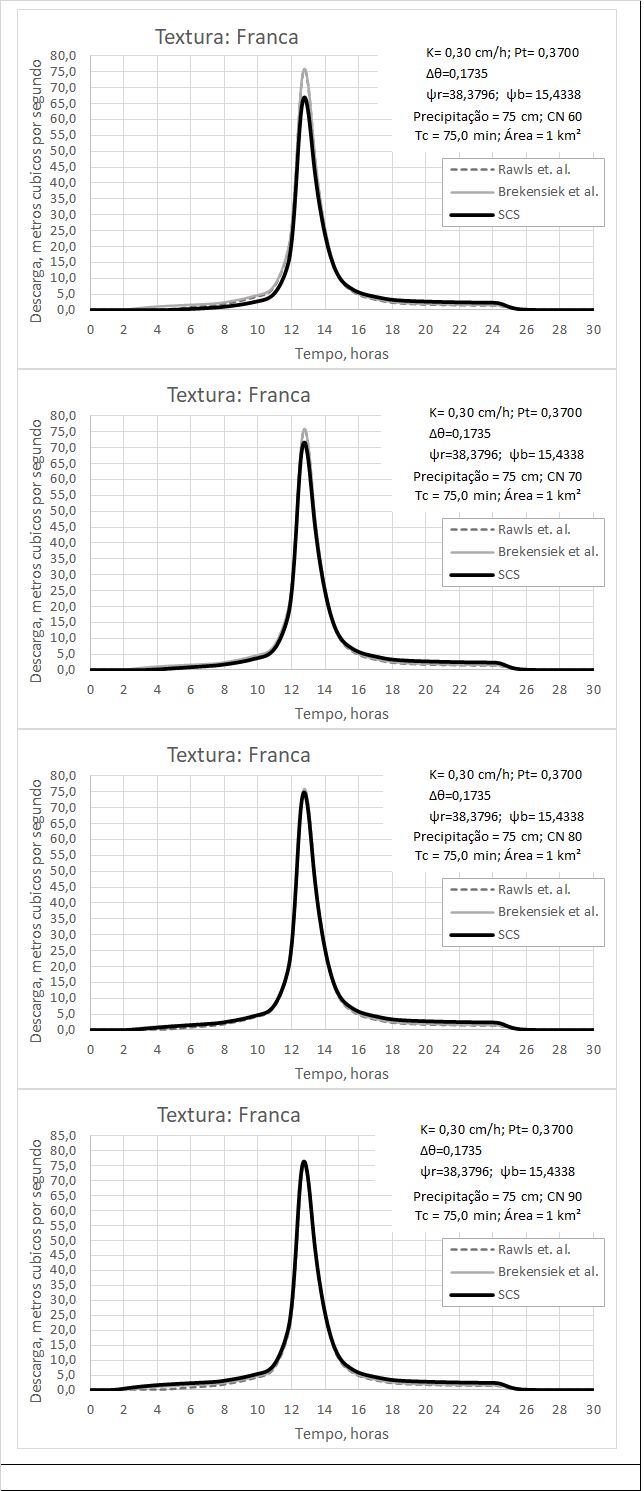 Textura: Franca
K= 0,30 cm/h; Pt= 0,3700
Δθ=0,1735
ψr=38,3796; ψb= 15,4338
Precipitação = 75 cm; CN 60
Tc = 75,0 min; Área = 1 km²
Rawls et. al.
Brekensiek et al.
SCS
Descarga, metros cubicos por segundo
80,0
75,0
70,0
65,0
60,0
55,0
50,0
45,0
40,0
35,0
30,0
25,0
20,0
15,0
10,0
5,0
0,0
0 2 4 6 8 10 12 14 16 18 20 22 24 26 28 30
Tempo, horas
Textura: Franca
K= 0,30 cm/h; Pt= 0,3700
Δθ=0,1735
ψr=38,3796; ψb= 15,4338
Precipitação = 75 cm; CN 70
Tc = 75,0 min; Área = 1 km²
Rawls et. al.
Brekensiek et al.
SCS
Descarga, metros cubicos por segundo
80,0
75,0
70,0
65,0
60,0
55,0
50,0
45,0
40,0
35,0
30,0
25,0
20,0
15,0
10,0
5,0
0,0
0 2 4 6 8 10 12 14 16 18 20 22 24 26 28 30
Tempo, horas
Textura: Franca
K= 0,30 cm/h; Pt= 0,3700
Δθ=0,1735
ψr=38,3796; ψb= 15,4338
Precipitação = 75 cm; CN 80
Tc = 75,0 min; Área = 1 km²
Rawls et. al.
Brekensiek et al.
SCS
Descarga, metros cubicos por segundo
80,0
75,0
70,0
65,0
60,0
55,0
50,0
45,0
40,0
35,0
30,0
25,0
20,0
15,0
10,0
5,0
0,0
0 2 4 6 8 10 12 14 16 18 20 22 24 26 28 30
Tempo, horas
Textura: Franca
K= 0,30 cm/h; Pt= 0,3700
Δθ=0,1735
ψr=38,3796; ψb= 15,4338
Precipitação = 75 cm; CN 90
Tc = 75,0 min; Área = 1 km²
Rawls et. al.
Brekensiek et al.
SCS
Descarga, metros cubicos por segundo
85,0
80,0
75,0
70,0
65,0
60,0
55,0
50,0
45,0
40,0
35,0
30,0
25,0
20,0
15,0
10,0
5,0
0,0
0 2 4 6 8 10 12 14 16 18 20 22 24 26 28 30
Tempo, horas